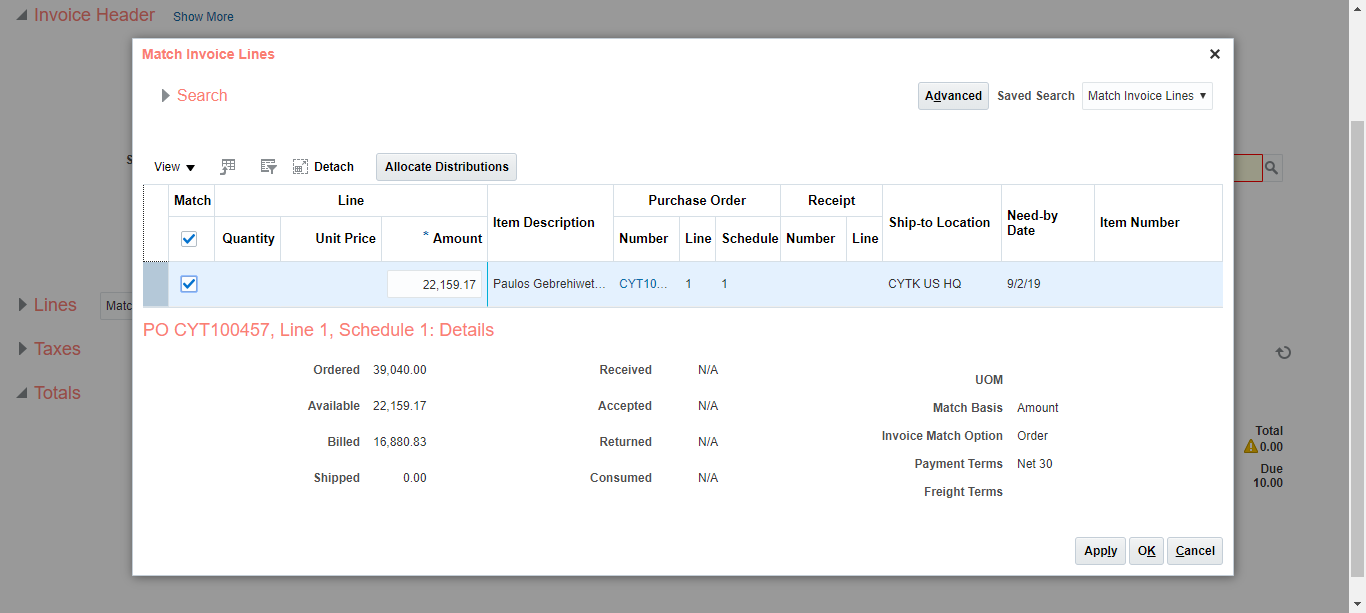 Invoice Header Show More
Match Invoice Lines
Search
Advanced Saved Search Match Invoice Lines
S
View Detach Allocate Distributions
Match Line Item Description Purchase Order Receipt Ship-to Location Need-by Date Item Number
Quantity Unit Price * Amount Number Line Schedule Number Line
22,159.17 Paulos Gebrehiwet... CYT10... 1 1 CYTK US HQ 9/2/19
Lines Matc
PO CYT100457, Line 1, Schedule 1: Details
Taxes
Totals
Ordered 39,040.00 Received N/A
UOM
Available 22,159.17 Accepted N/A
Match Basis Amount
Billed 16,880.83 Returned N/A
Invoice Match Option Order
Payment Terms Net 30
Shipped 0.00 Consumed N/A
Freight Terms
Total
0.00
Due
10.00
Apply OK Cancel